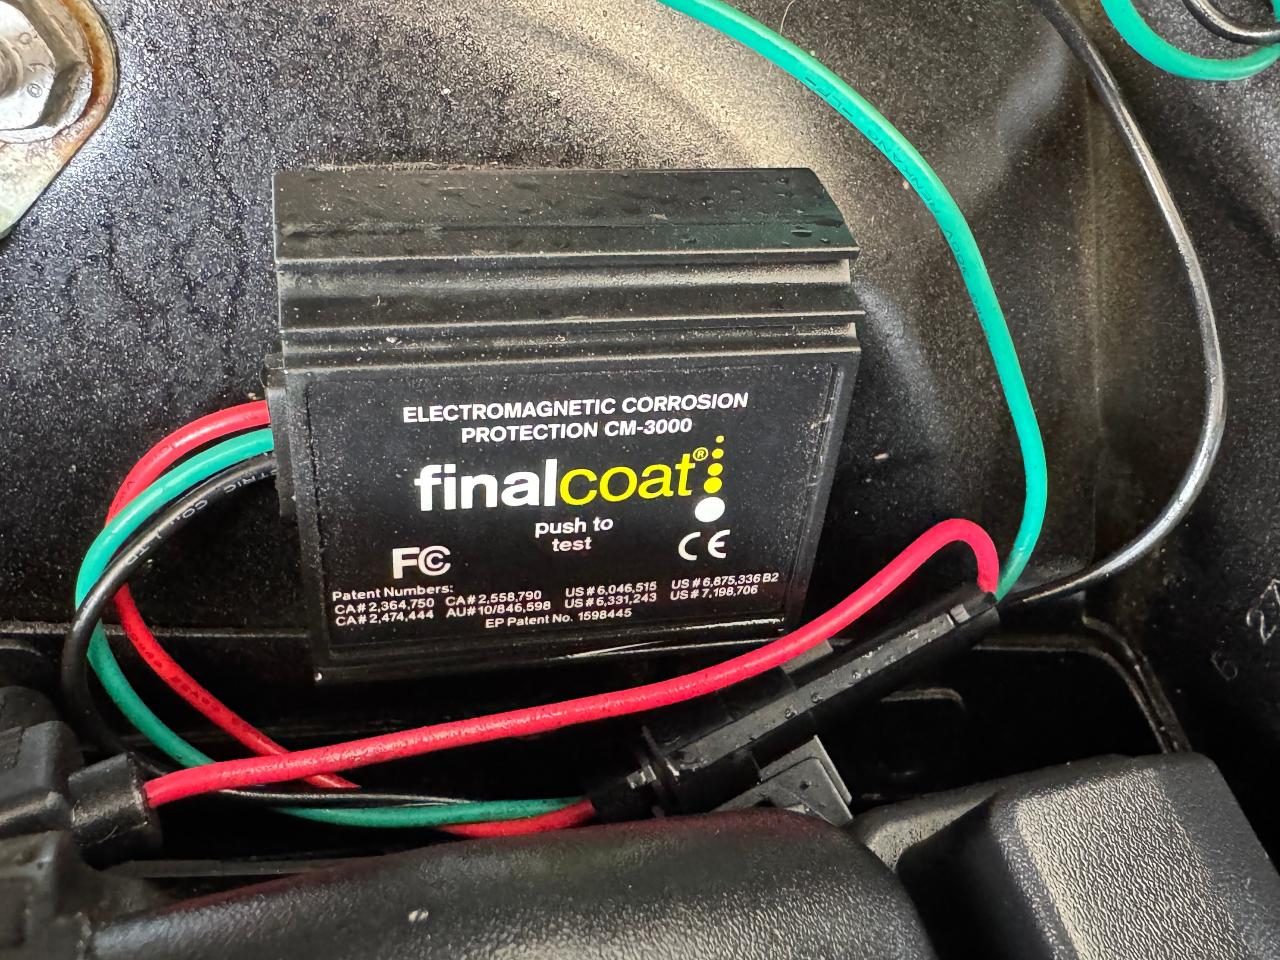 ELECTROMAGNETIC CORROSION
PROTECTION CM-3000
finalcoat®
push to
test
FC CE
Patent Numbers:
CA# 2,364,750 CA# 2,558,790 US # 6,046,515 US # 6,875,336 B2
CA# 2,474,444 AU# 10/846,598 US # 6,331,243 US # 7,198,706
EP Patent No. 1598445
300V